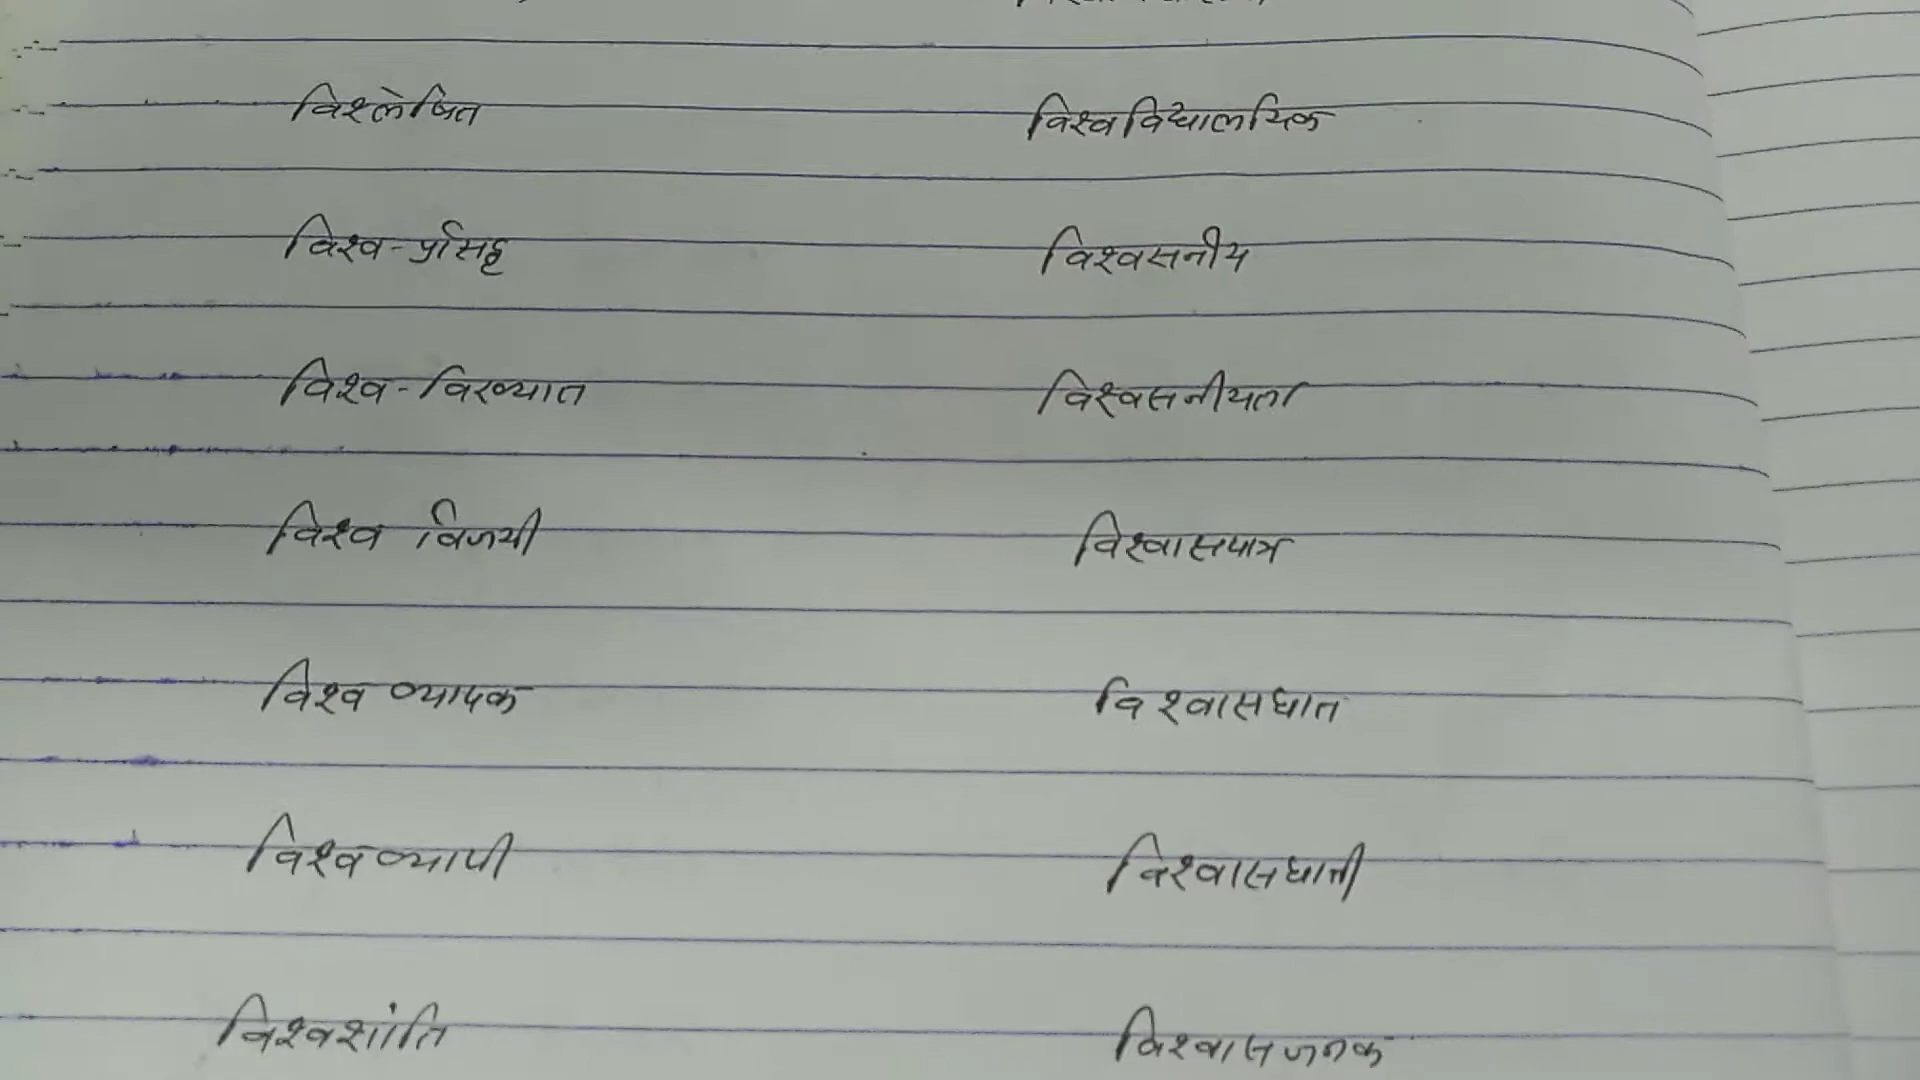 विश्लेषित विश्वविद्यालयिक
विश्व-प्रसिद्ध विश्वसनीय
विश्व-विख्यात विश्वसनीयता
विश्व विजयी विश्वासपात्र
विश्व व्यापक विश्वासघात
विश्वव्यापी विश्वासघाती
विश्वशांति विश्वासजनक